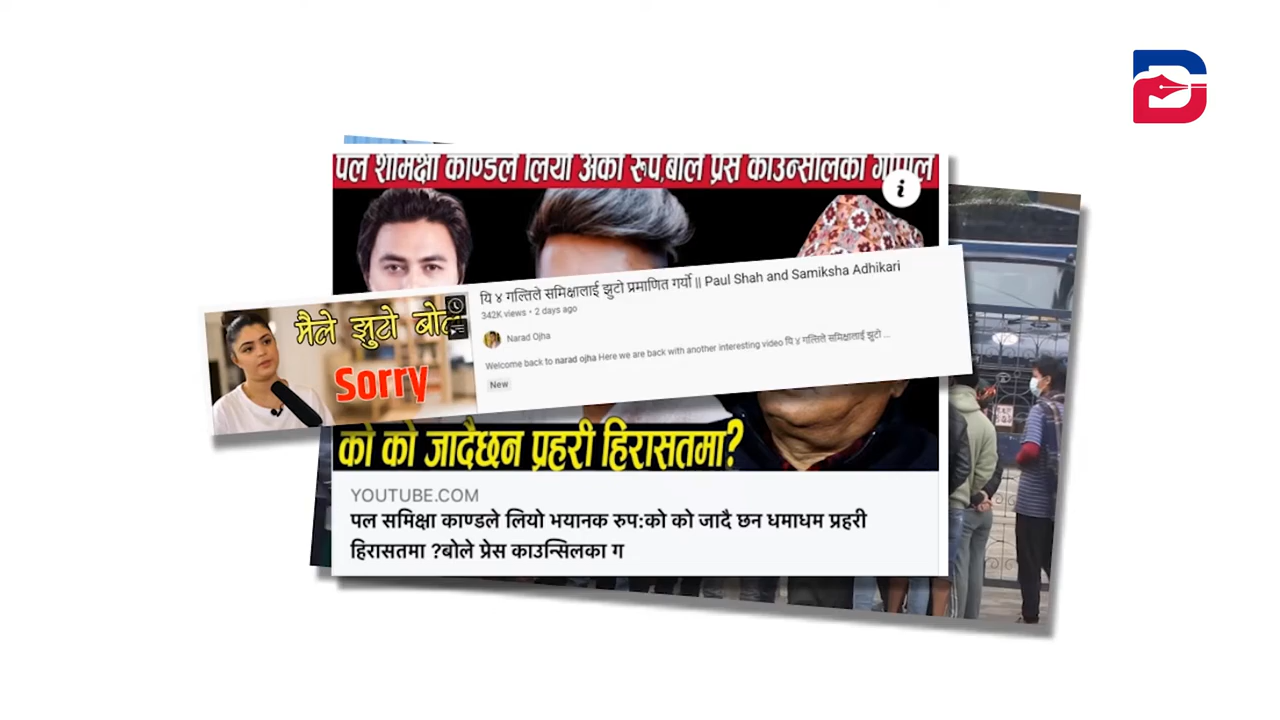 पल शमिक्षा काण्डले लियो अर्को रूप,बोले प्रेस काउन्सीलका गोपाल
यि ४ गल्तिले समिक्षालाई झुटो प्रमाणित गर्यो || Paul Shah and Samiksha Adhikari
342K views • 2 days ago
मैले झुटो बोले
Sorry
Narad Ojha
Welcome back to narad ojha Here we are back with another interesting video यि ४ गल्तिले समिक्षालाई झुटो ...
New
को को जादैछन प्रहरी हिरासतमा?
YOUTUBE.COM
पल समिक्षा काण्डले लियो भयानक रुप:को को जादै छन धमाधम प्रहरी
हिरासतमा ?बोले प्रेस काउन्सिलका ग